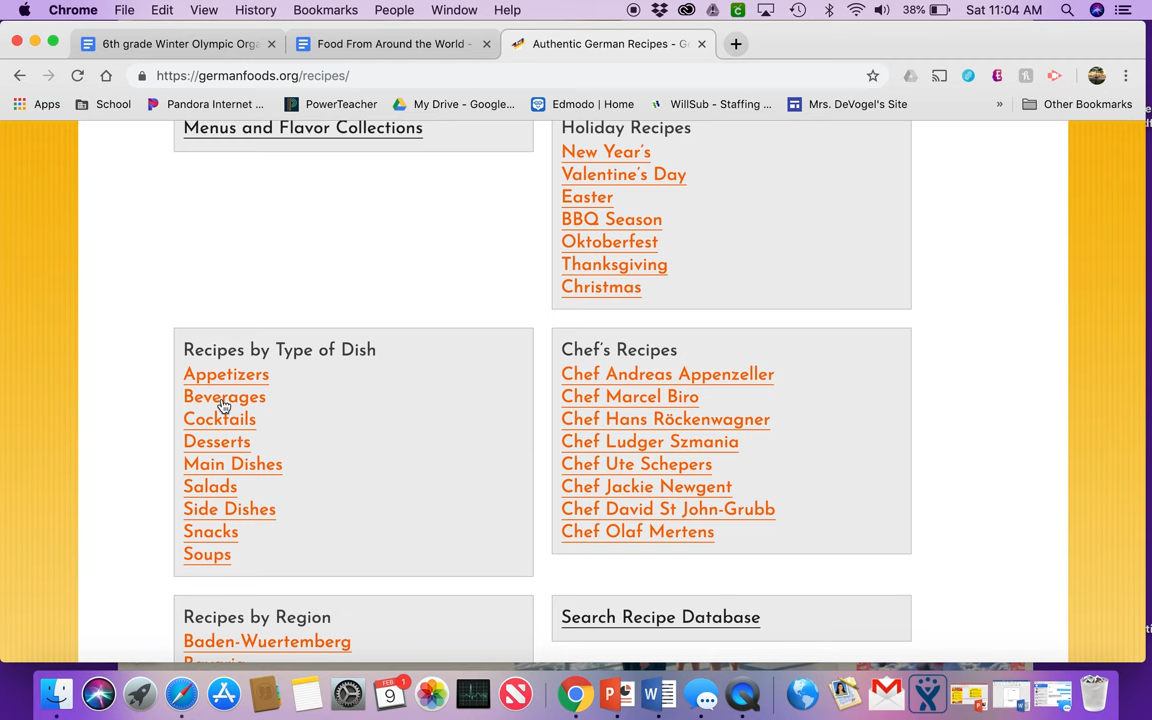 Chrome File Edit View History Bookmarks People Window Help 38% Sat 11:04 AM
6th grade Winter Olympic Orga
Food From Around the World -
Authentic German Recipes - Ge
https://germanfoods.org/recipes/
Apps School Pandora Internet ... PowerTeacher My Drive - Google... Edmodo | Home WillSub - Staffing ... Mrs. DeVogel's Site » Other Bookmarks
Menus and Flavor Collections
Holiday Recipes
New Year's
Valentine's Day
Easter
BBQ Season
Oktoberfest
Thanksgiving
Christmas
Recipes by Type of Dish
Appetizers
Beverages
Cocktails
Desserts
Main Dishes
Salads
Side Dishes
Snacks
Soups
Chef's Recipes
Chef Andreas Appenzeller
Chef Marcel Biro
Chef Hans Röckenwagner
Chef Ludger Szmania
Chef Ute Schepers
Chef Jackie Newgent
Chef David St John-Grubb
Chef Olaf Mertens
Recipes by Region
Baden-Wuertemberg
Search Recipe Database
FEB
9
1